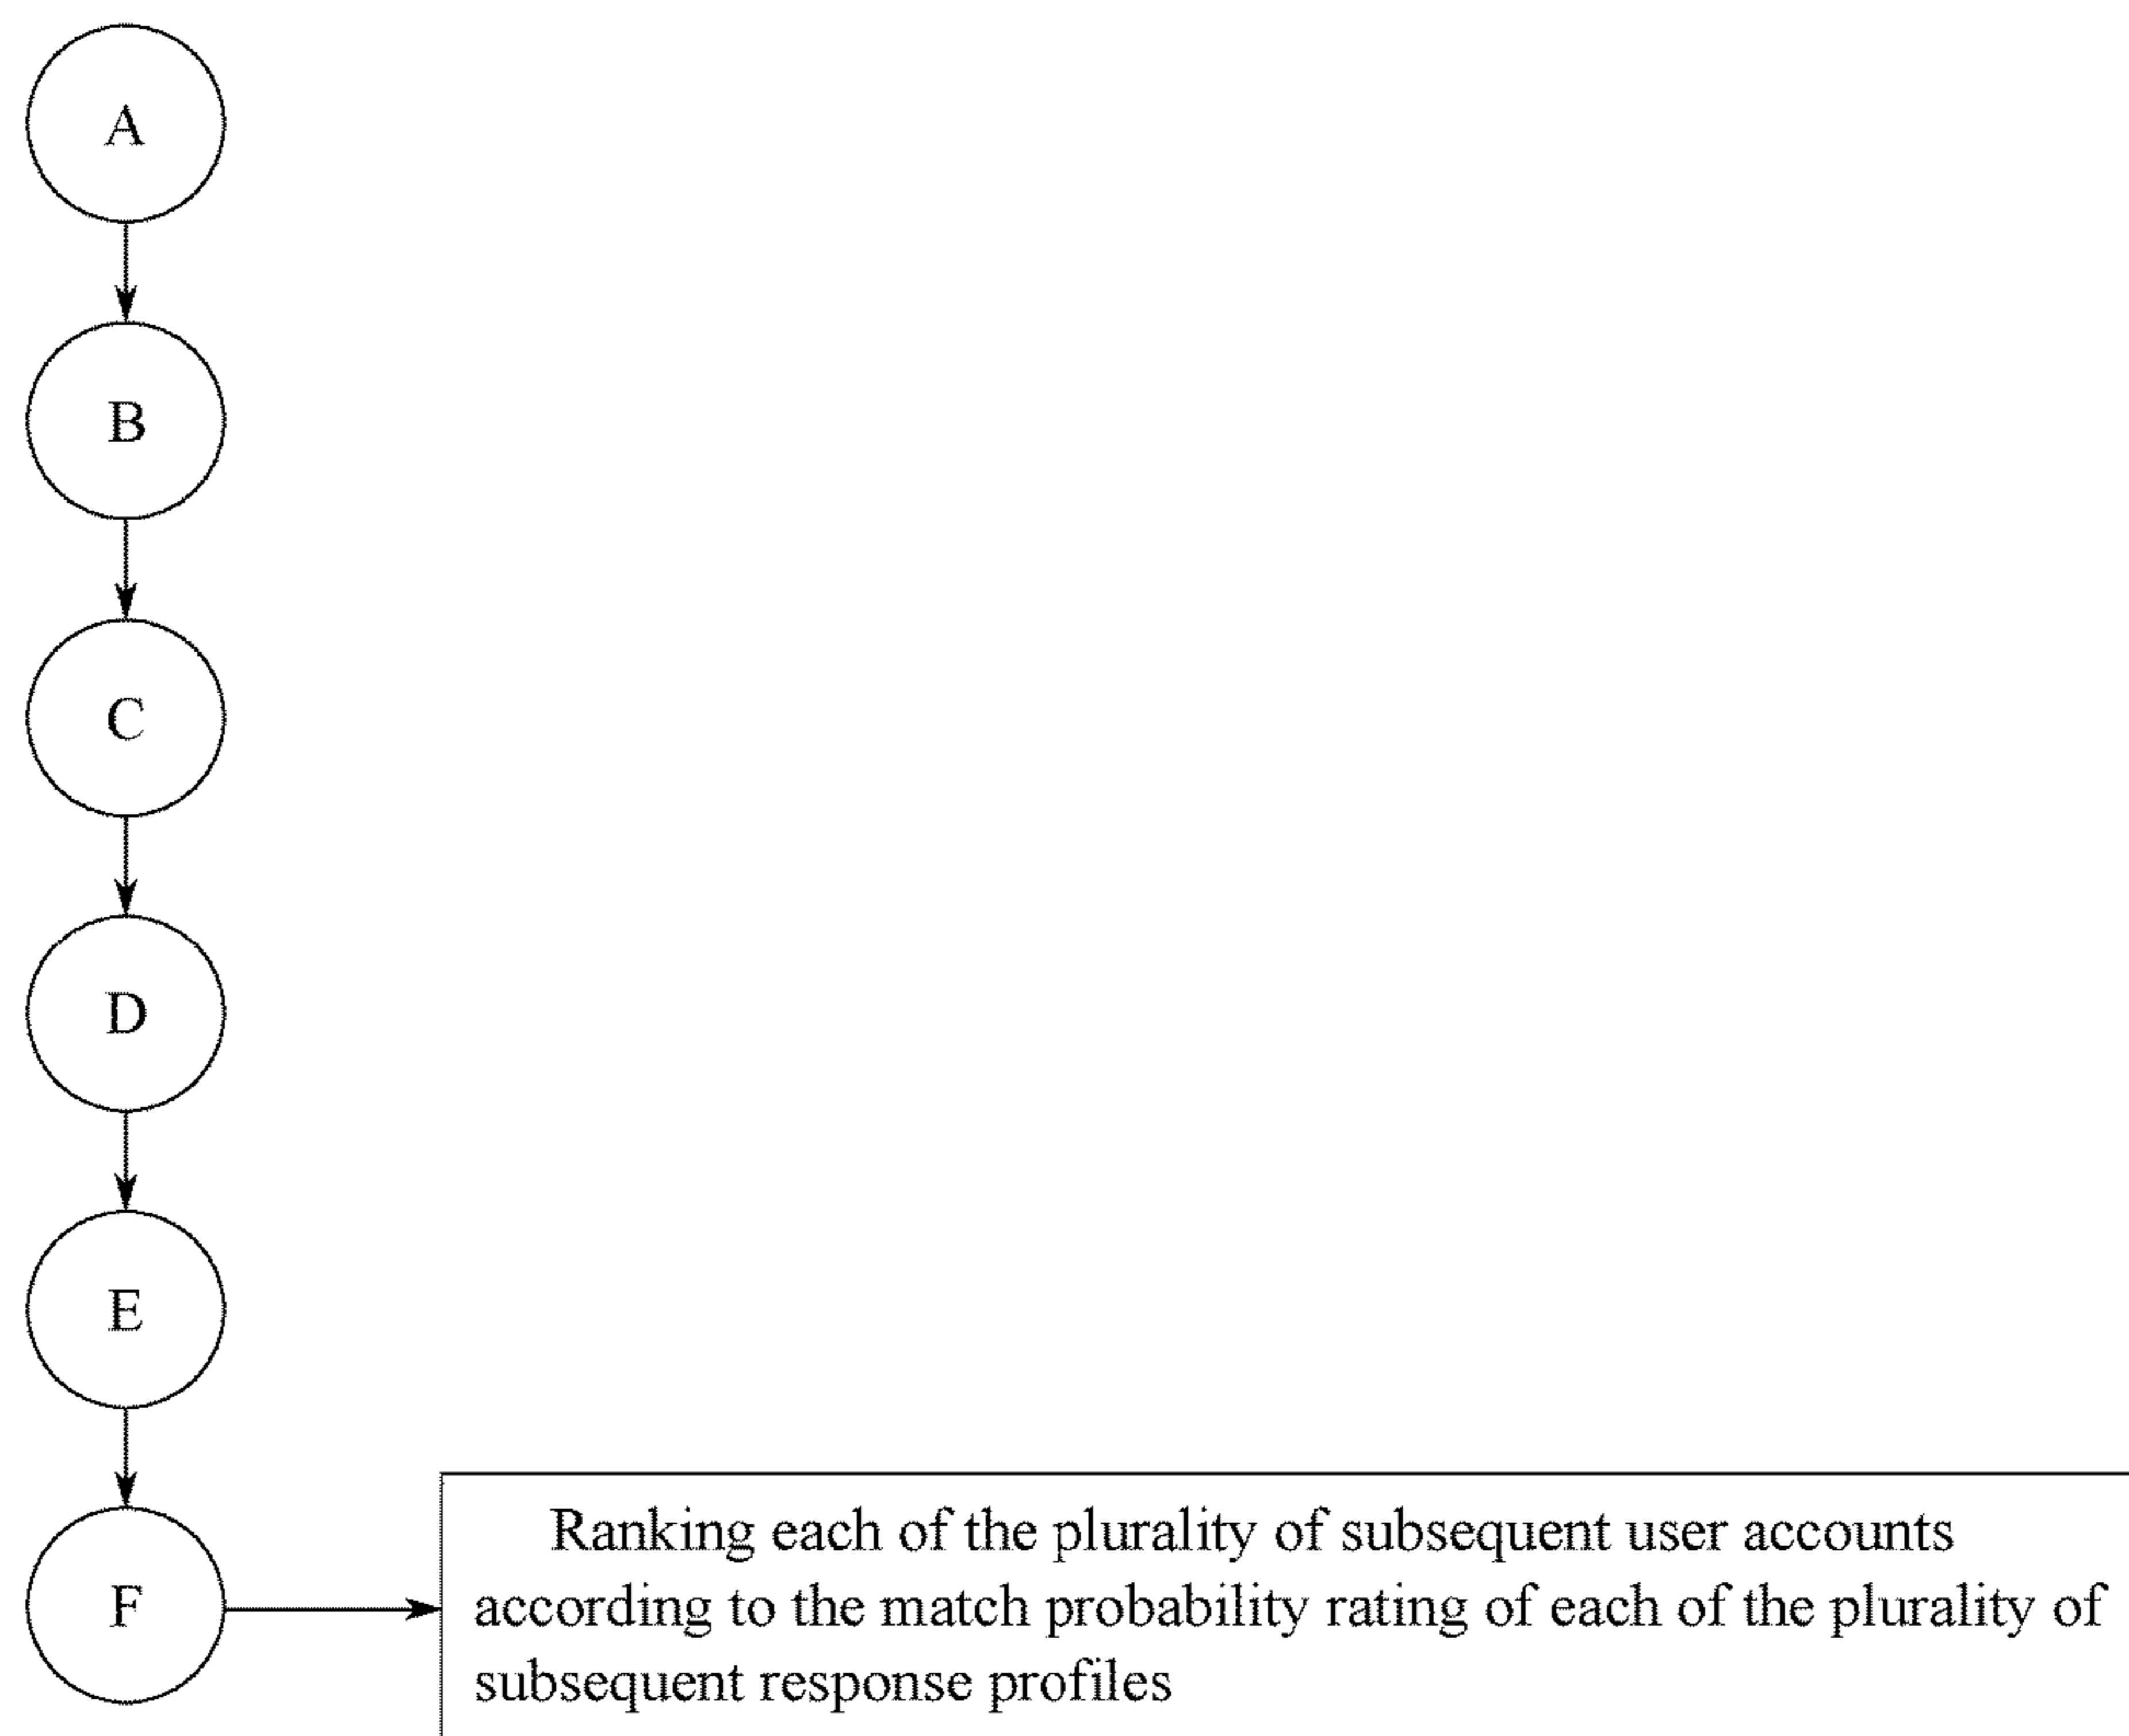 A
B
C
D
E
F
Ranking each of the plurality of subsequent user accounts
according to the match probability rating of each of the plurality of
subsequent response profiles